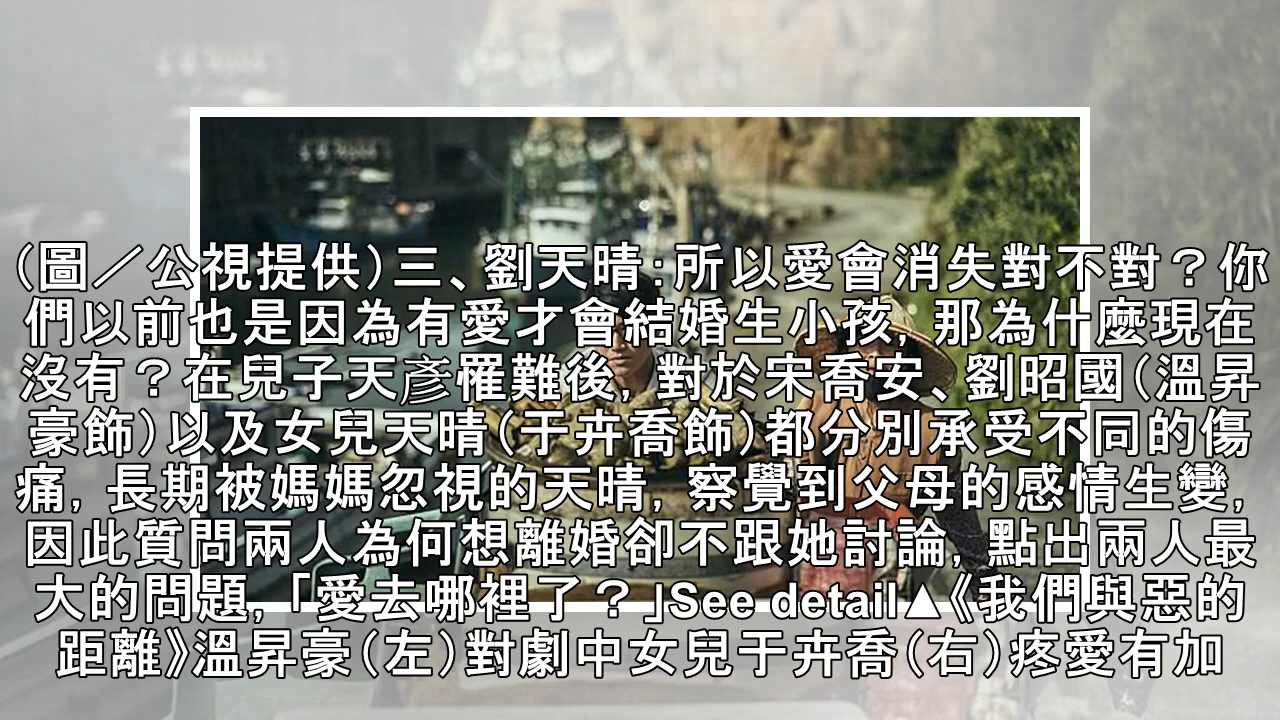 (圖／公視提供)三、劉天晴:所以愛會消失對不對？你
們以前也是因為有愛才會結婚生小孩, 那為什麼現在
沒有？在兒子天彥罹難後, 對於宋喬安、劉昭國(溫昇
豪飾)以及女兒天晴(于卉喬飾)都分別承受不同的傷
痛, 長期被媽媽忽視的天晴, 察覺到父母的感情生變,
因此質問兩人為何想離婚卻不跟她討論, 點出兩人最
大的問題,「愛去哪裡了？」See detail▲《我們與惡的
距離》溫昇豪(左)對劇中女兒于卉喬(右)疼愛有加